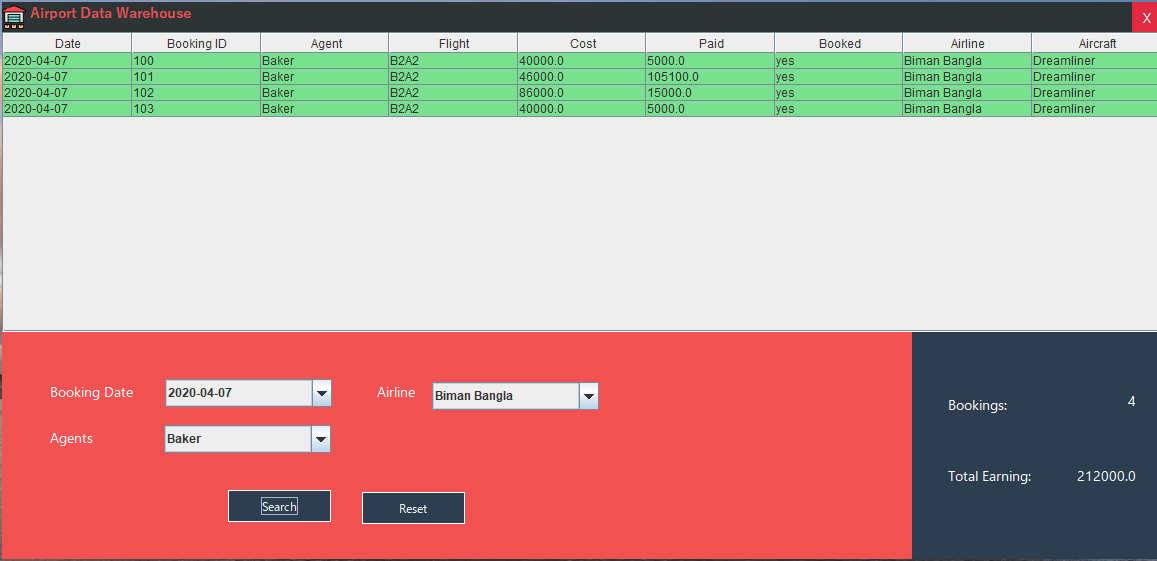 Airport Data Warehouse
X
Date Booking ID Agent Flight Cost Paid Booked Airline Aircraft
2020-04-07 100 Baker B2A2 40000.0 5000.0 yes Biman Bangla Dreamliner
2020-04-07 101 Baker B2A2 46000.0 105100.0 yes Biman Bangla Dreamliner
2020-04-07 102 Baker B2A2 86000.0 15000.0 yes Biman Bangla Dreamliner
2020-04-07 103 Baker B2A2 40000.0 5000.0 yes Biman Bangla Dreamliner
Booking Date 2020-04-07 Airline Biman Bangla
Agents Baker
Search Reset
Bookings: 4
Total Earning: 212000.0